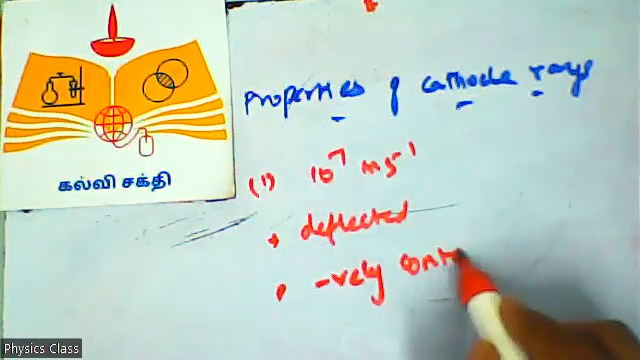 Properties of cathode rays
கல்வி சக்தி
(1) 10⁷ ms⁻¹
deflected
-vely
Physics Class